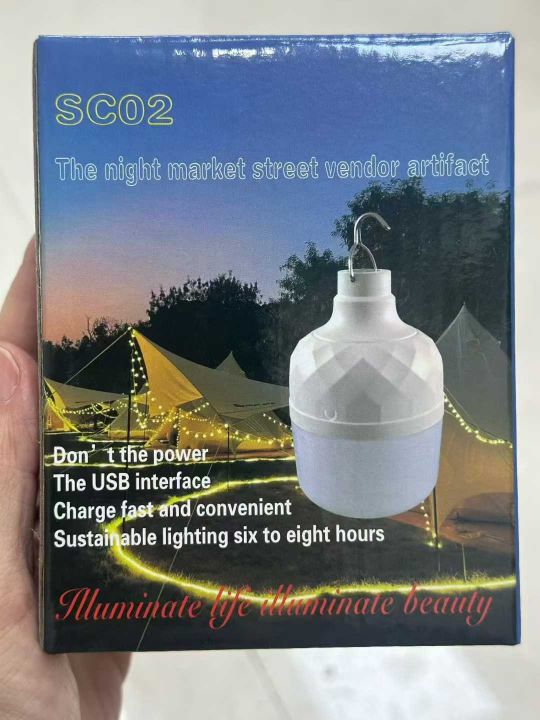 SC02
The night market street vendor artifact
Don't the power
The USB interface
Charge fast and convenient
Sustainable lighting six to eight hours
Illuminate life illuminate beauty